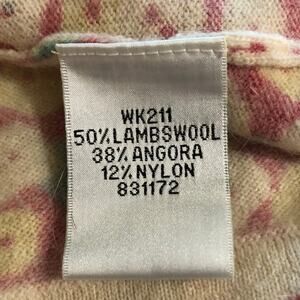 WK211
50% LAMBSWOOL
38% ANGORA
12% NYLON
831172